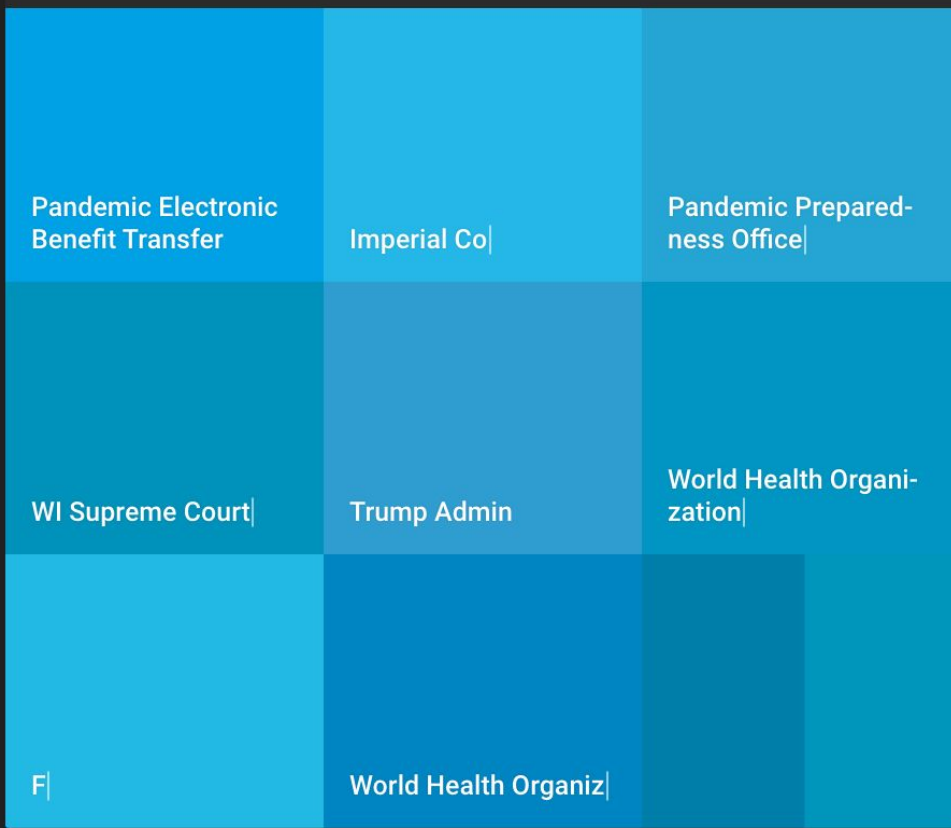 Pandemic Electronic
Benefit Transfer
Imperial Co
Pandemic Prepared-
ness Office
WI Supreme Court
Trump Admin
World Health Organi-
zation
F
World Health Organiz